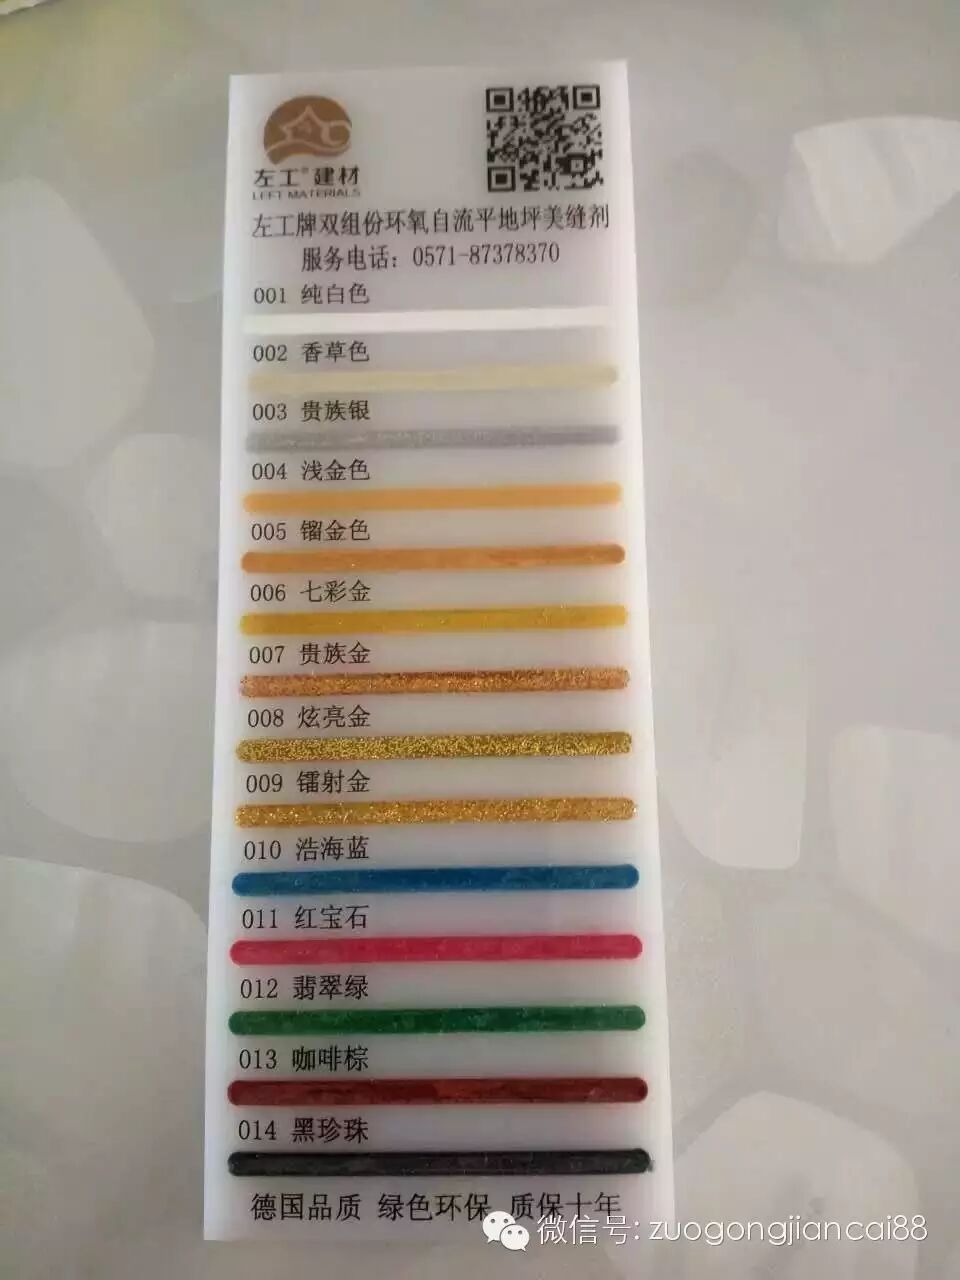 左工®建材
LEFT MATERIALS
左工牌双组份环氧自流平地坪美缝剂
服务电话：0571-87378370
001 纯白色
002 香草色
003 贵族银
004 浅金色
005 镏金色
006 七彩金
007 贵族金
008 炫亮金
009 镭射金
010 浩海蓝
011 红宝石
012 翡翠绿
013 咖啡棕
014 黑珍珠
德国品质 绿色环保 质保十年
微信号: zuogongjiancai88